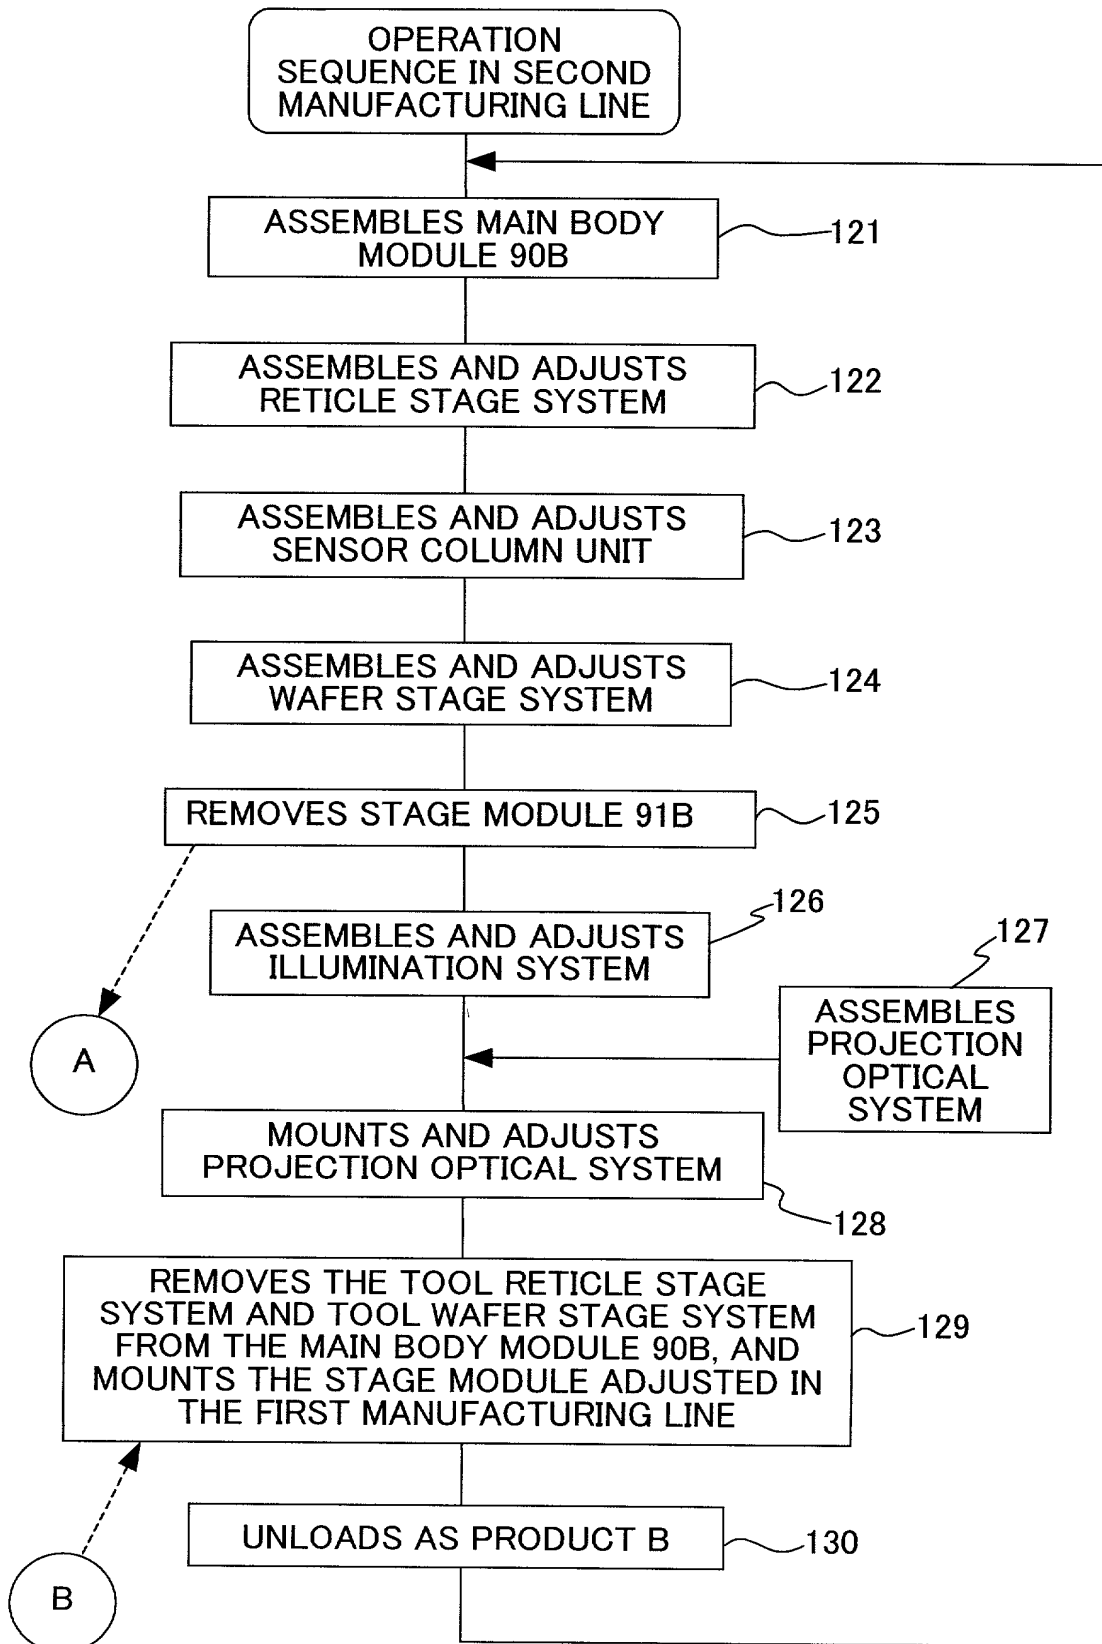 OPERATION
SEQUENCE IN SECOND
MANUFACTURING LINE
ASSEMBLES MAIN BODY
MODULE 90B
121
ASSEMBLES AND ADJUSTS
RETICLE STAGE SYSTEM
122
ASSEMBLES AND ADJUSTS
SENSOR COLUMN UNIT
123
ASSEMBLES AND ADJUSTS
WAFER STAGE SYSTEM
124
REMOVES STAGE MODULE 91B
125
ASSEMBLES AND ADJUSTS
ILLUMINATION SYSTEM
126
127
ASSEMBLES
PROJECTION
OPTICAL
SYSTEM
A
MOUNTS AND ADJUSTS
PROJECTION OPTICAL SYSTEM
128
REMOVES THE TOOL RETICLE STAGE
SYSTEM AND TOOL WAFER STAGE SYSTEM
FROM THE MAIN BODY MODULE 90B, AND
MOUNTS THE STAGE MODULE ADJUSTED IN
THE FIRST MANUFACTURING LINE
129
UNLOADS AS PRODUCT B
130
B